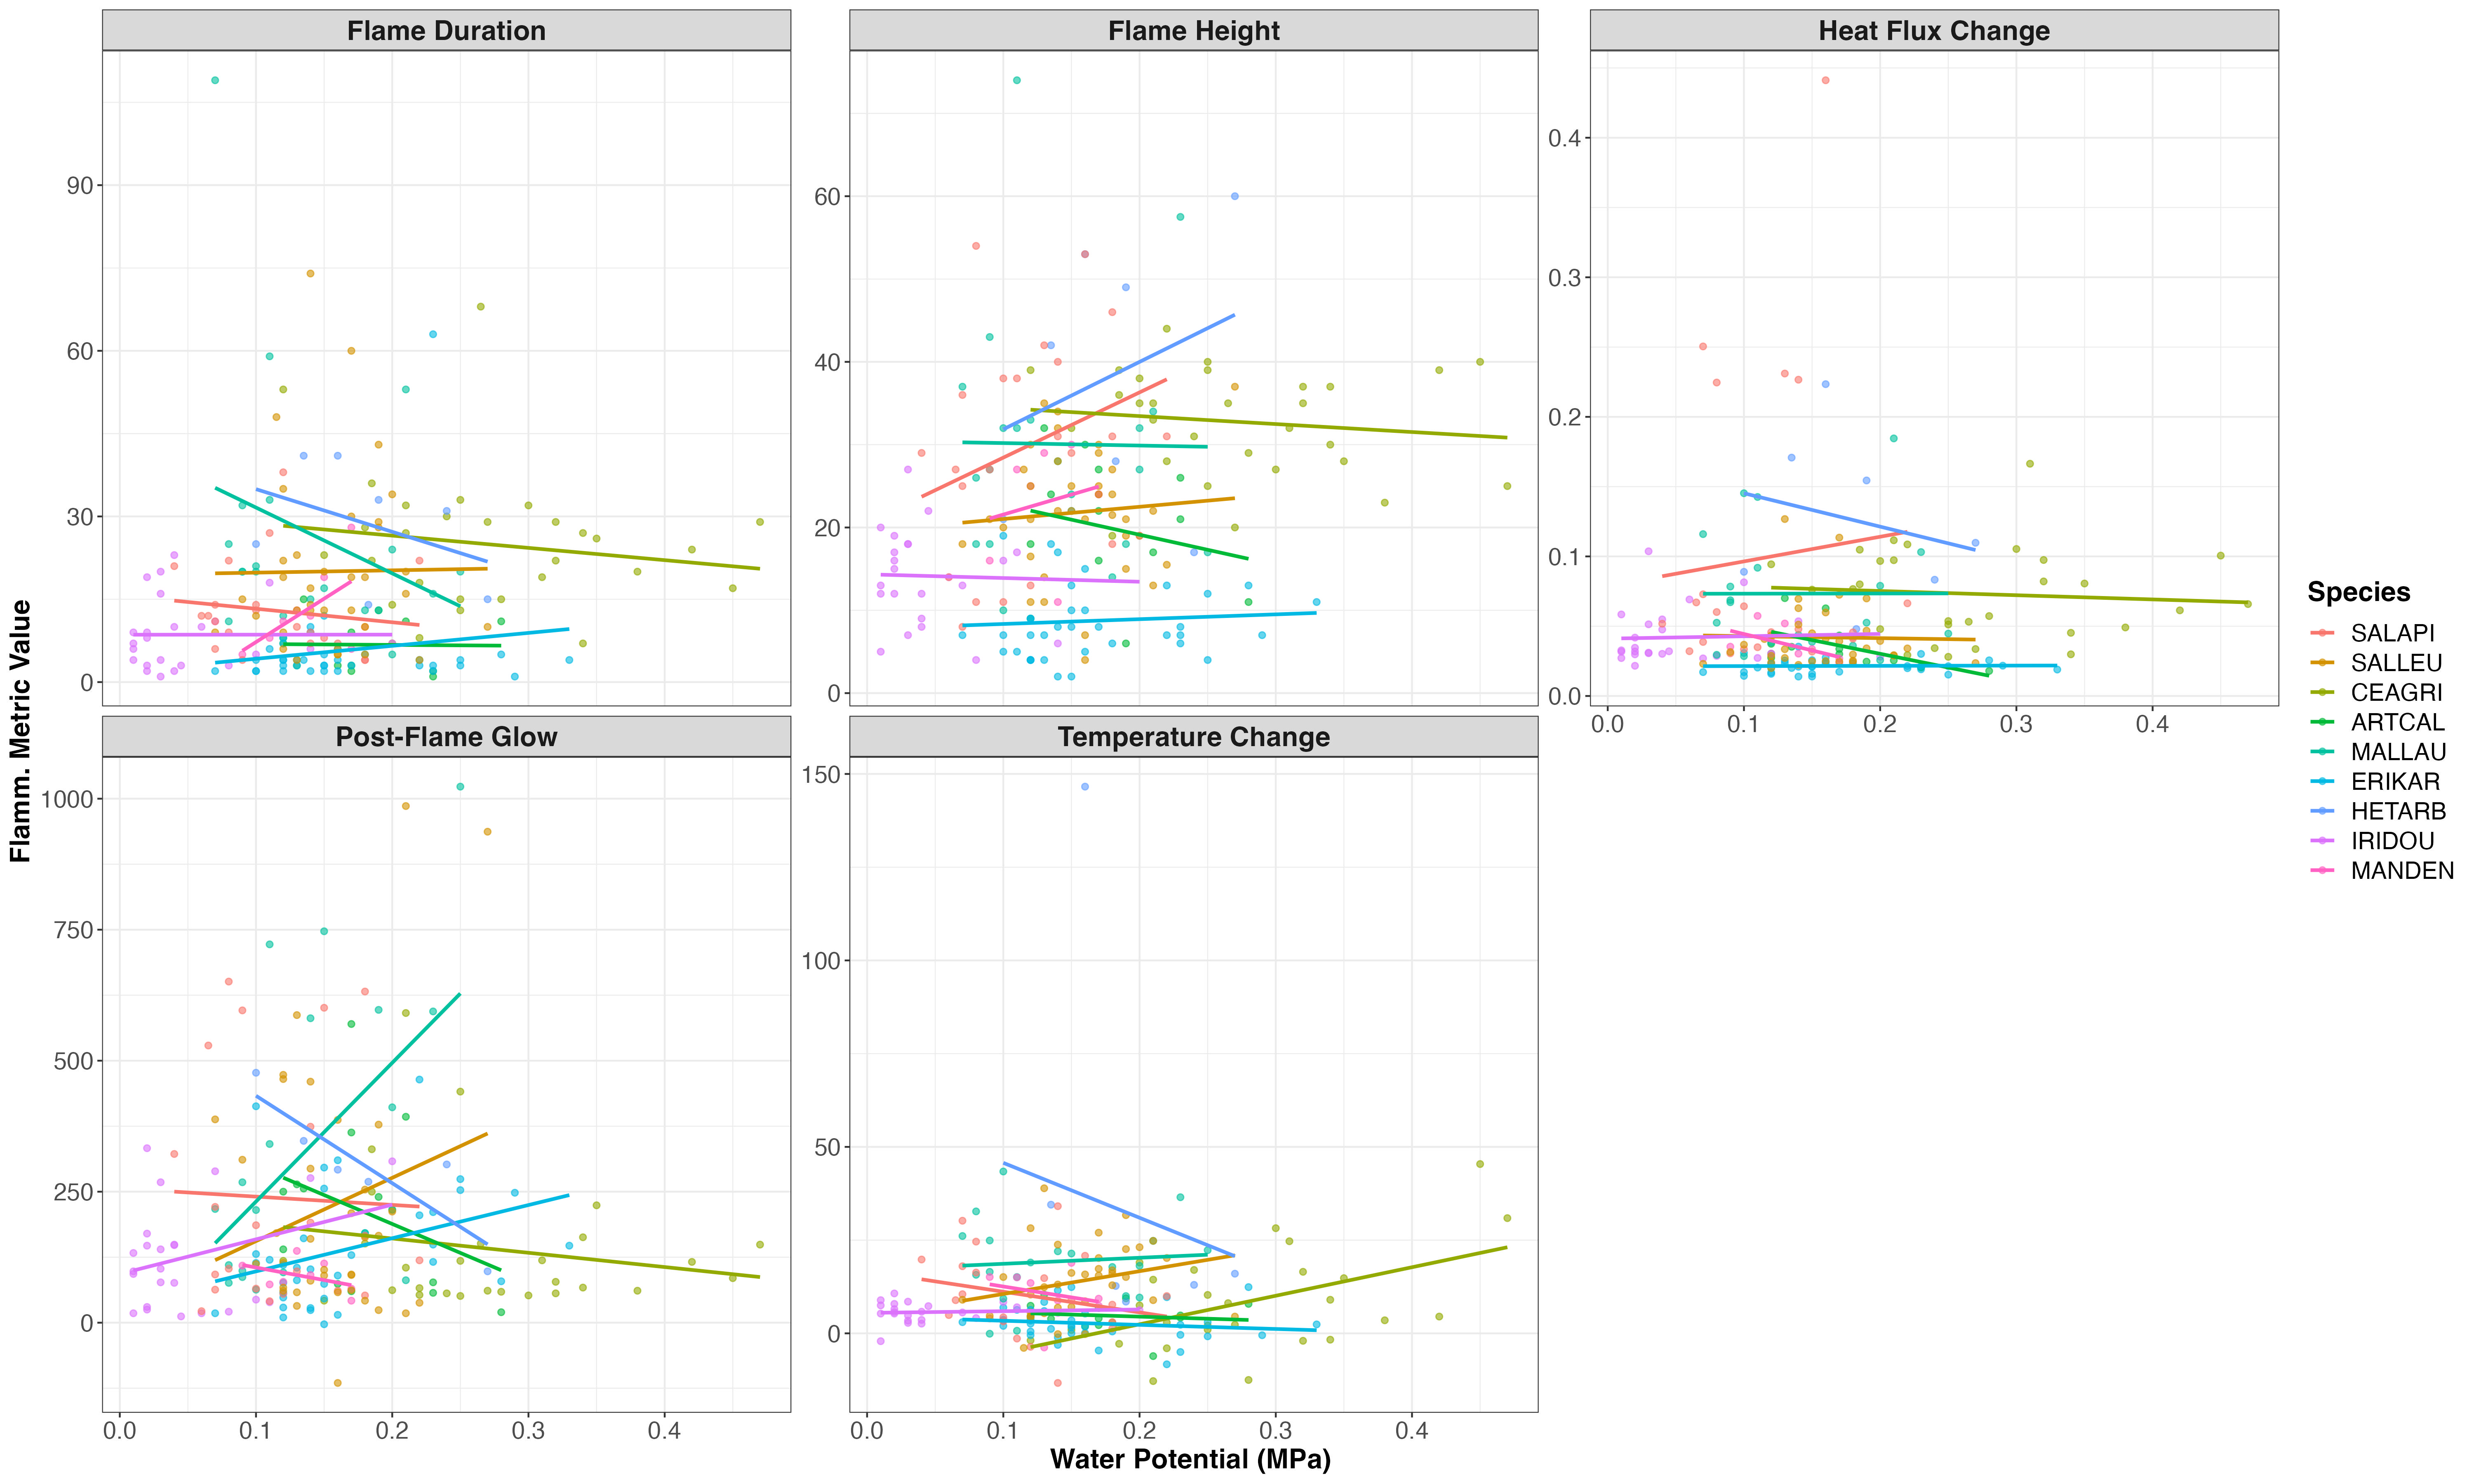 Flame Duration
Flame Height
Heat Flux Change
90
60
30
0
60
40
20
0
0.4
0.3
0.2
0.1
0.0
0.0 0.1 0.2 0.3 0.4
Post-Flame Glow
Temperature Change
1000
750
500
250
0
150
100
50
0
0.0 0.1 0.2 0.3 0.4
0.0 0.1 0.2 0.3 0.4
Flamm. Metric Value
Water Potential (MPa)
Species
SALAPI
SALLEU
CEAGRI
ARTCAL
MALLAU
ERIKAR
HETARB
IRIDOU
MANDEN